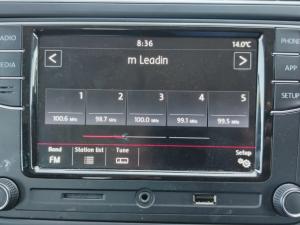 8:36
14.0°C
RADIO
PHONE
< m Leadin >
MEDIA
APP
1 2 3 4 5
100.6 MHz 98.7 MHz 100.0 MHz 99.1 MHz 99.5 MHz
SETUP
Band Station list Tune Setup
FM